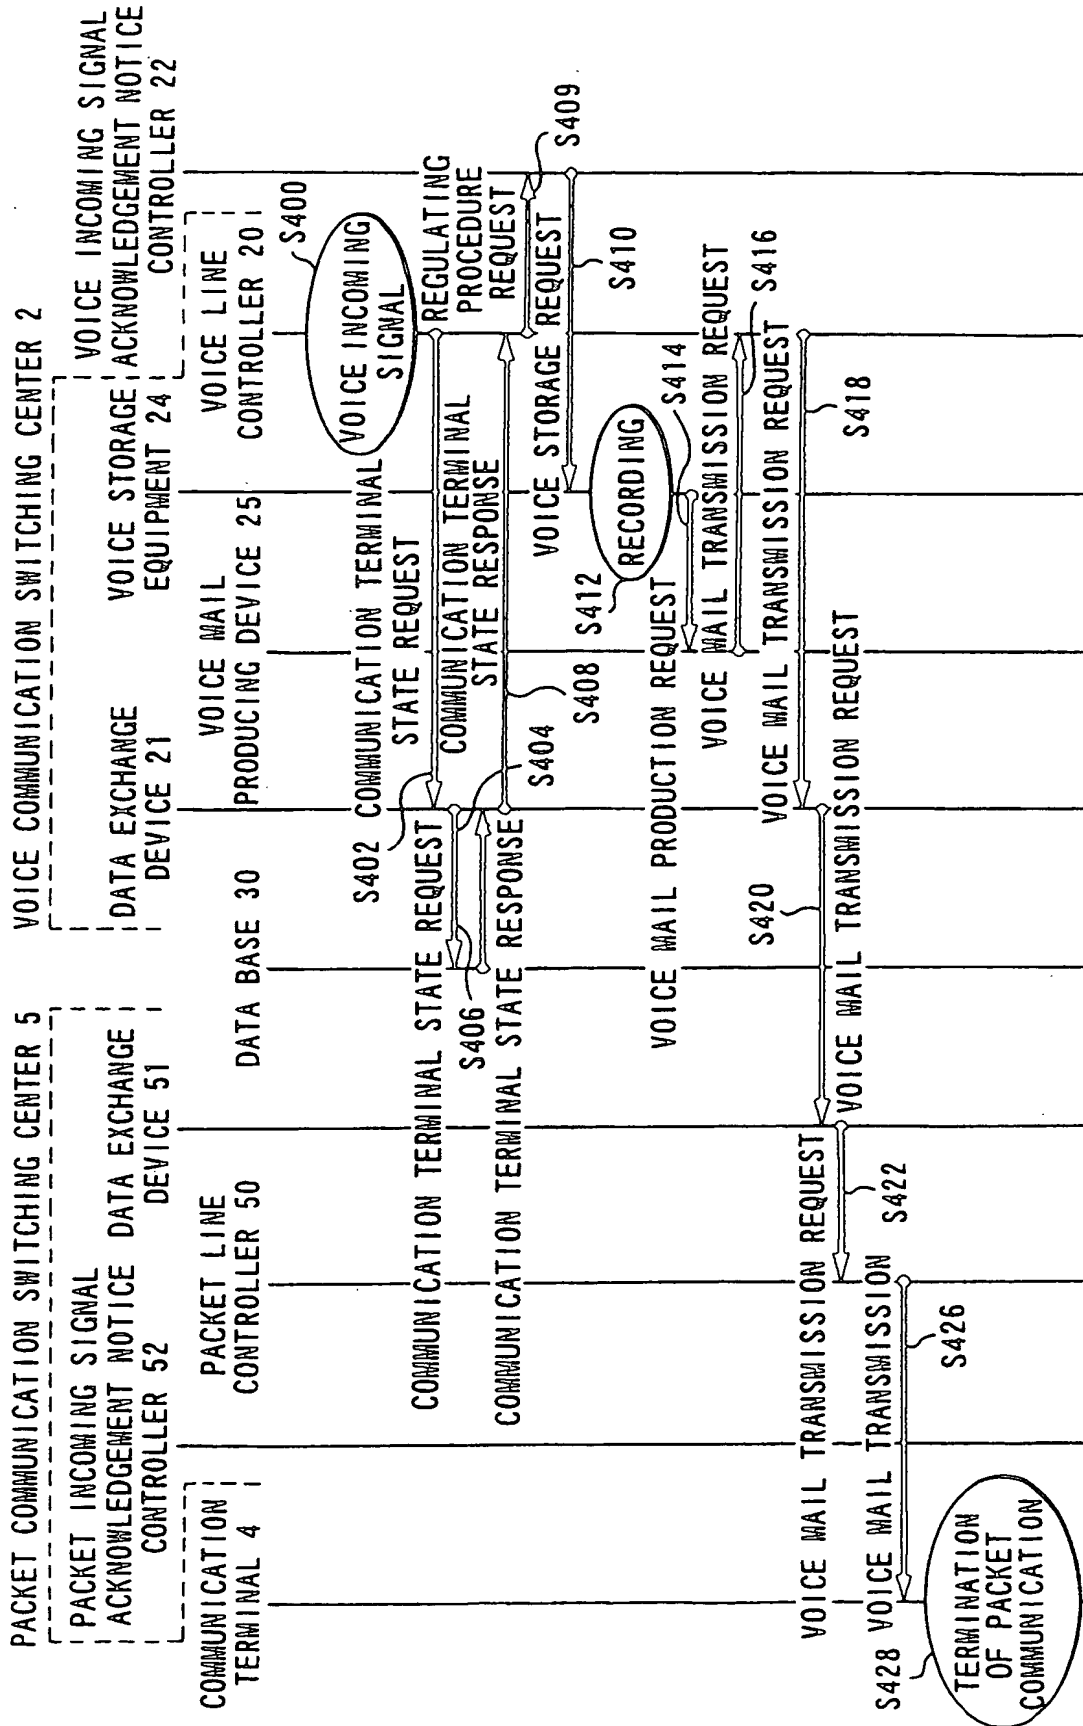 PACKET COMMUNICATION SWITCHING CENTER 5
VOICE COMMUNICATION SWITCHING CENTER 2
PACKET INCOMING SIGNAL
ACKNOWLEDGEMENT NOTICE
CONTROLLER 52
DATA EXCHANGE
DEVICE 51
DATA EXCHANGE
DEVICE 21
VOICE STORAGE
EQUIPMENT 24
VOICE INCOMING SIGNAL
ACKNOWLEDGEMENT NOTICE
CONTROLLER 22
COMMUNICATION
TERMINAL 4
PACKET LINE
CONTROLLER 50
DATA BASE 30
VOICE MAIL
PRODUCING DEVICE 25
VOICE LINE
CONTROLLER 20
S400
VOICE INCOMING
SIGNAL
COMMUNICATION TERMINAL
STATE REQUEST
S402
COMMUNICATION TERMINAL STATE REQUEST
S404
S406
COMMUNICATION TERMINAL STATE RESPONSE
COMMUNICATION TERMINAL
STATE RESPONSE
S408
REGULATING
PROCEDURE
REQUEST
S409
VOICE STORAGE REQUEST
S410
S412
RECORDING
VOICE MAIL PRODUCTION REQUEST
S414
VOICE MAIL TRANSMISSION REQUEST
S416
VOICE MAIL TRANSMISSION REQUEST
S418
S420
VOICE MAIL TRANSMISSION REQUEST
VOICE MAIL TRANSMISSION REQUEST
S422
VOICE MAIL TRANSMISSION
S426
S428
TERMINATION
OF PACKET
COMMUNICATION